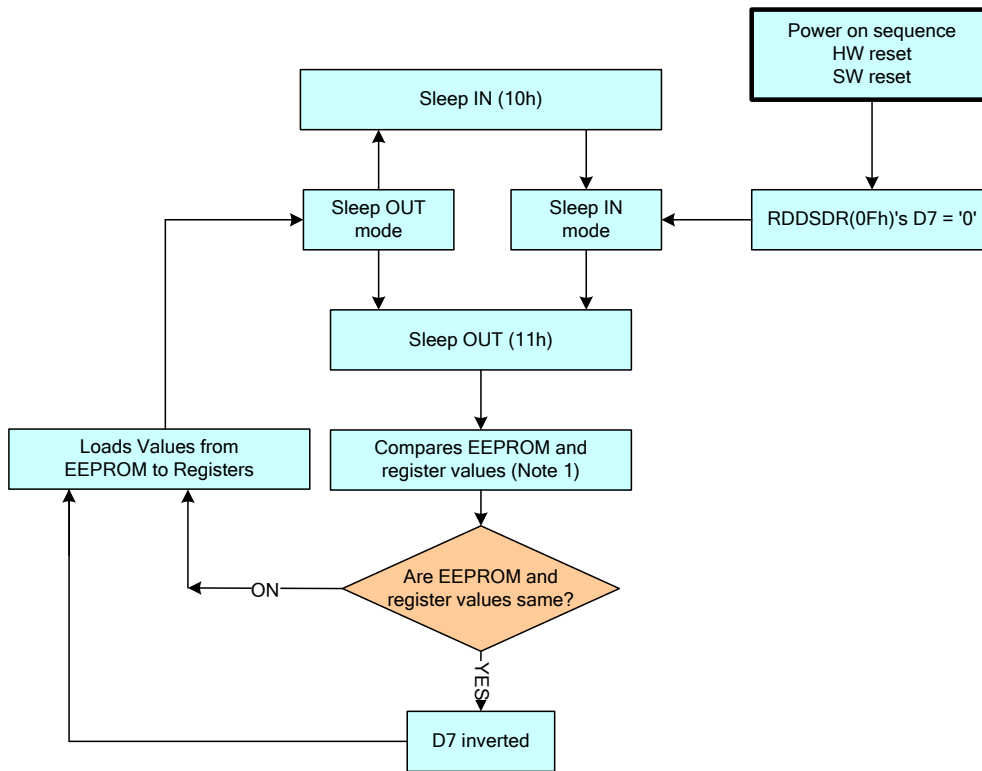 Power on sequence
HW reset
SW reset
Sleep IN (10h)
Sleep OUT
mode
Sleep IN
mode
RDDSDR(0Fh)'s D7 = '0'
Sleep OUT (11h)
Loads Values from
EEPROM to Registers
Compares EEPROM and
register values (Note 1)
Are EEPROM and
register values same?
ON
YES
D7 inverted